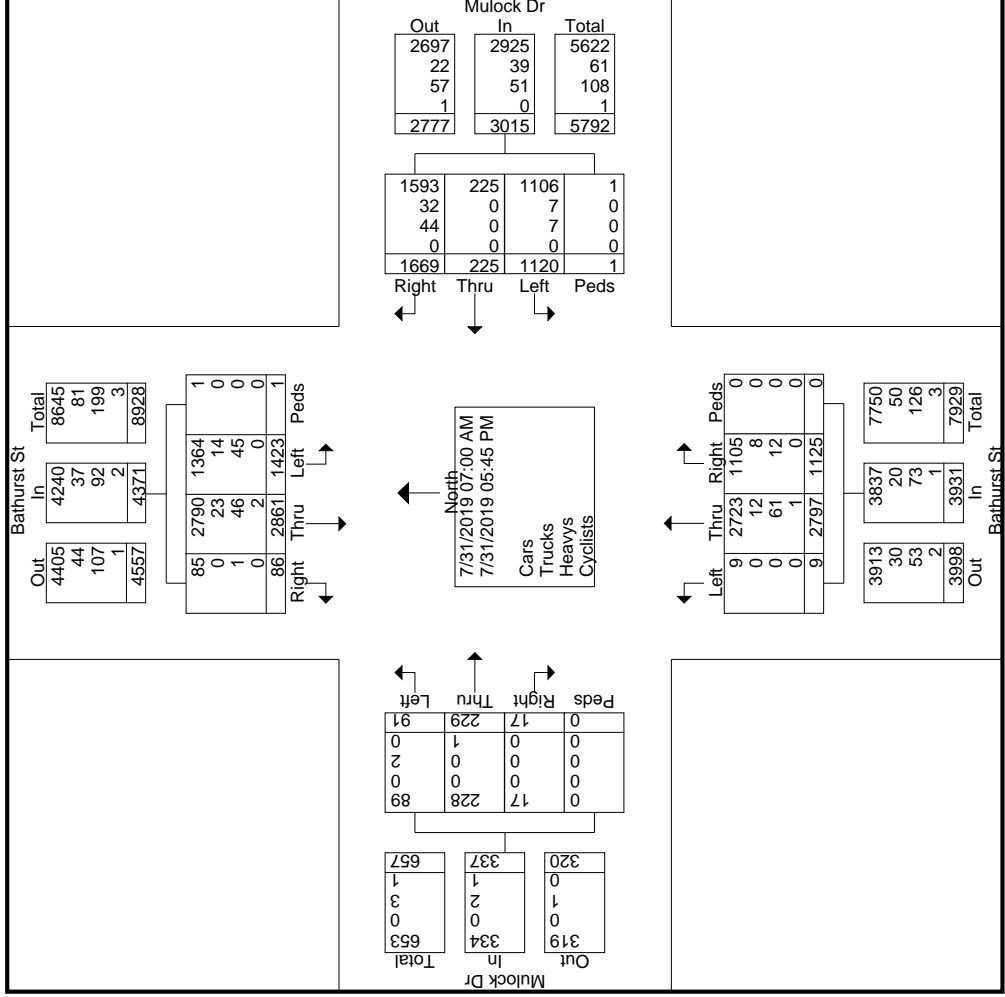 Mulock Dr
Out In Total
2697 2925 5622
22 39 61
57 51 108
1 0 1
2777 3015 5792
1593 225 1106 1
32 0 7 0
44 0 7 0
0 0 0 0
1669 225 1120 1
Right Thru Left Peds
Bathurst St
Out In Total
4405 4240 8645
44 37 81
107 92 199
1 2 3
4557 4371 8928
85 2790 1364 1
0 23 14 0
1 46 45 0
0 2 0 0
86 2861 1423 1
Right Thru Left Peds
North
7/31/2019 07:00 AM
7/31/2019 05:45 PM
Cars
Trucks
Heavys
Cyclists
Left Thru Right Peds
9 2723 1105 0
0 12 8 0
0 61 12 0
0 1 0 0
9 2797 1125 0
3913 3837 7750
30 20 50
53 73 126
2 1 3
3998 3931 7929
Out In Total
Bathurst St
Left Thru Right Peds
91 229 17 0
0 1 0 0
2 0 0 0
0 0 0 0
89 228 17 0
657 337 320
1 1 0
3 2 1
0 0 0
653 334 319
Total In Out
Mulock Dr